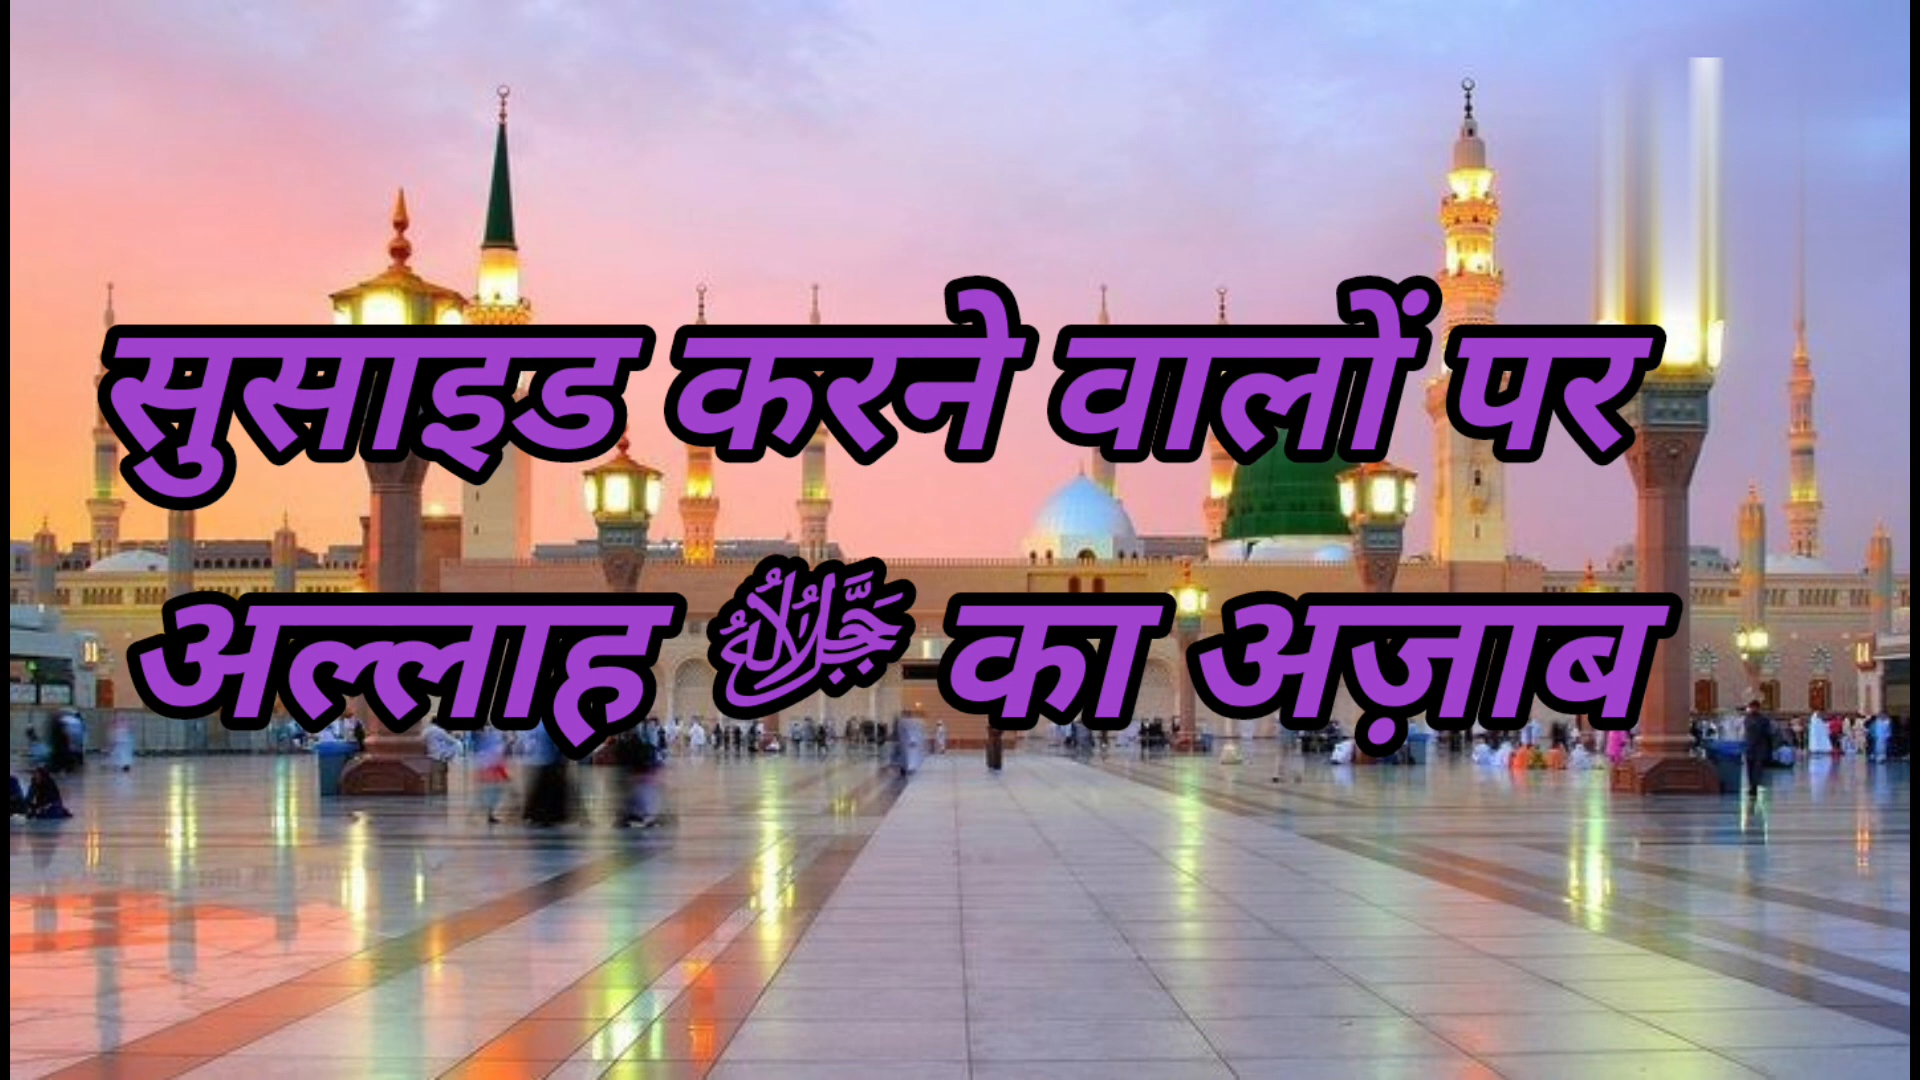 सुसाइड करने वालों पर
अल्लाह ﷻ का अज़ाब